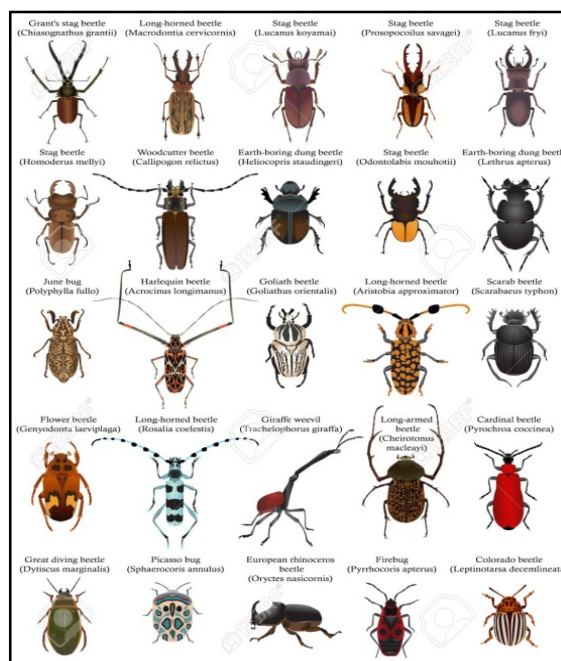 Grant's stag beetle
(Chiasognathus grantii)
Long-horned beetle
(Macrodontia cervicornis)
Stag beetle
(Lucanus koyamai)
Stag beetle
(Prosopocoilus savagei)
Stag beetle
(Lucanus fryi)
Stag beetle
(Homoderus mellyi)
Woodcutter beetle
(Callipogon relictus)
Earth-boring dung beetle
(Heliocopris staudingeri)
Stag beetle
(Odontolabis mouhotii)
Earth-boring dung beetle
(Lethrus apterus)
June bug
(Polyphylla fullo)
Harlequin beetle
(Acrocinus longimanus)
Goliath beetle
(Goliathus orientalis)
Long-horned beetle
(Aristobia approximator)
Scarab beetle
(Scarabaeus typhon)
Flower beetle
(Genyodonta laeviplaga)
Long-horned beetle
(Rosalia coelestis)
Giraffe weevil
(Trachelophorus giraffa)
Long-armed
beetle
(Cheirotonus
macleayi)
Cardinal beetle
(Pyrochroa coccinea)
Great diving beetle
(Dytiscus marginalis)
Picasso bug
(Sphaerocoris annulus)
European rhinoceros
beetle
(Oryctes nasicornis)
Firebug
(Pyrrhocoris apterus)
Colorado beetle
(Leptinotarsa decemlineata)